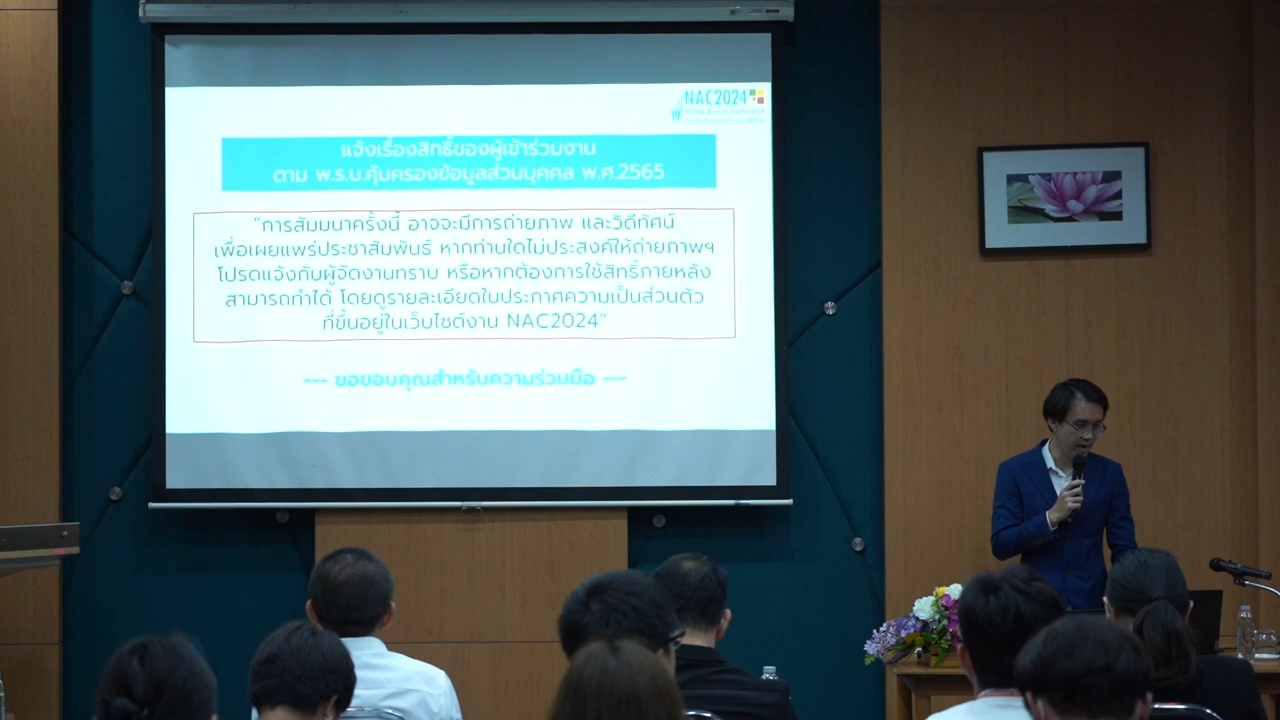 NAC2024
แจ้งเรื่องสิทธิ์ของผู้เข้าร่วมงาน
ตาม พ.ร.บ.คุ้มครองข้อมูลส่วนบุคคล พ.ศ.2565
“การสัมมนาครั้งนี้ อาจจะมีการถ่ายภาพ และวิดีทัศน์
เพื่อเผยแพร่ประชาสัมพันธ์ หากท่านใดไม่ประสงค์ให้ถ่ายภาพฯ
โปรดแจ้งกับผู้จัดงานทราบ หรือหากต้องการใช้สิทธิ์ภายหลัง
สามารถทำได้ โดยดูรายละเอียดในประกาศความเป็นส่วนตัว
ที่ขึ้นอยู่ในเว็บไซต์งาน NAC2024”
--- ขอขอบคุณสำหรับความร่วมมือ ---